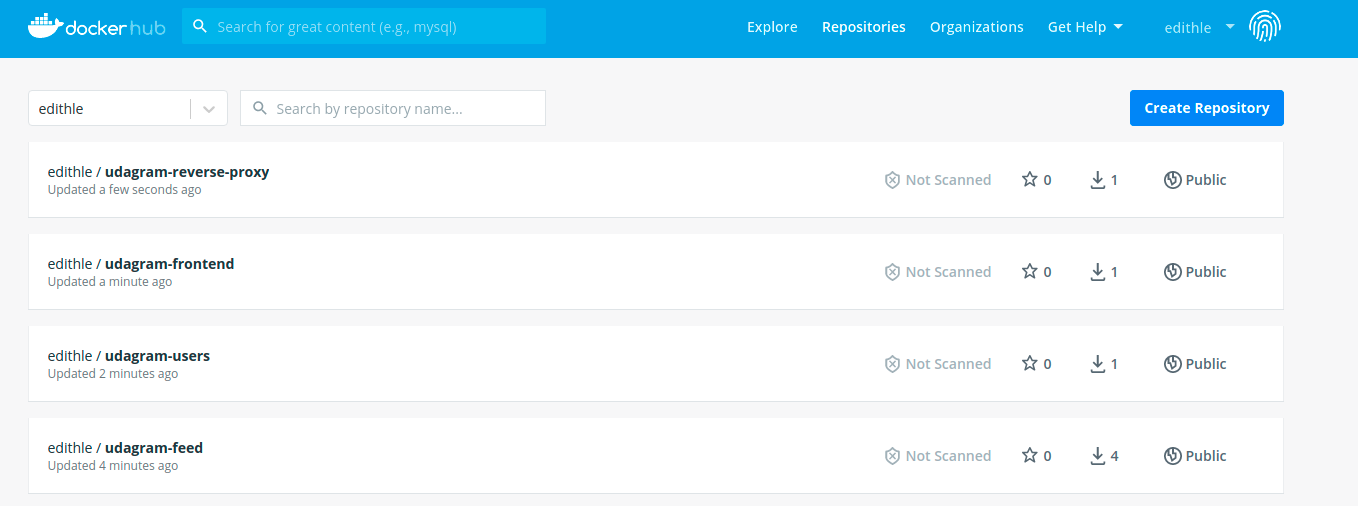 dockerhub Search for great content (e.g., mysql) Explore Repositories Organizations Get Help edithle
edithle Search by repository name... Create Repository
edithle / udagram-reverse-proxy Not Scanned 0 1 Public
Updated a few seconds ago
edithle / udagram-frontend Not Scanned 0 1 Public
Updated a minute ago
edithle / udagram-users Not Scanned 0 1 Public
Updated 2 minutes ago
edithle / udagram-feed Not Scanned 0 4 Public
Updated 4 minutes ago